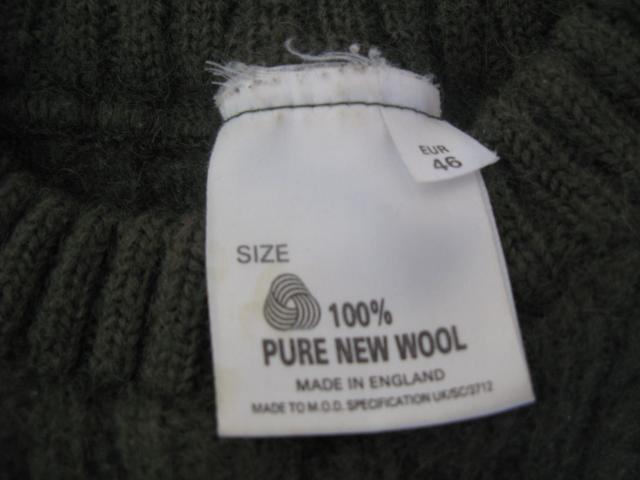 EUR
46
SIZE
100%
PURE NEW WOOL
MADE IN ENGLAND
MADE TO M.O.D. SPECIFICATION UK/SC/3712